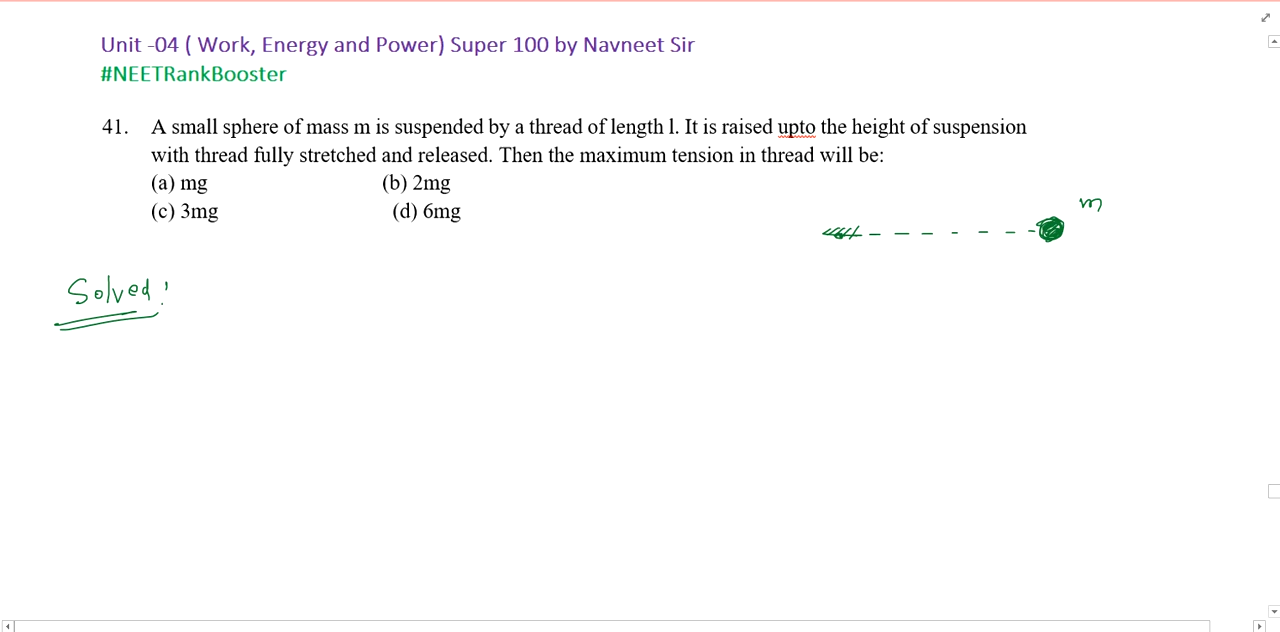 Unit -04 ( Work, Energy and Power) Super 100 by Navneet Sir
#NEETRankBooster
41. A small sphere of mass m is suspended by a thread of length l. It is raised upto the height of suspension
with thread fully stretched and released. Then the maximum tension in thread will be:
(a) mg (b) 2mg
(c) 3mg (d) 6mg
m
Solved: